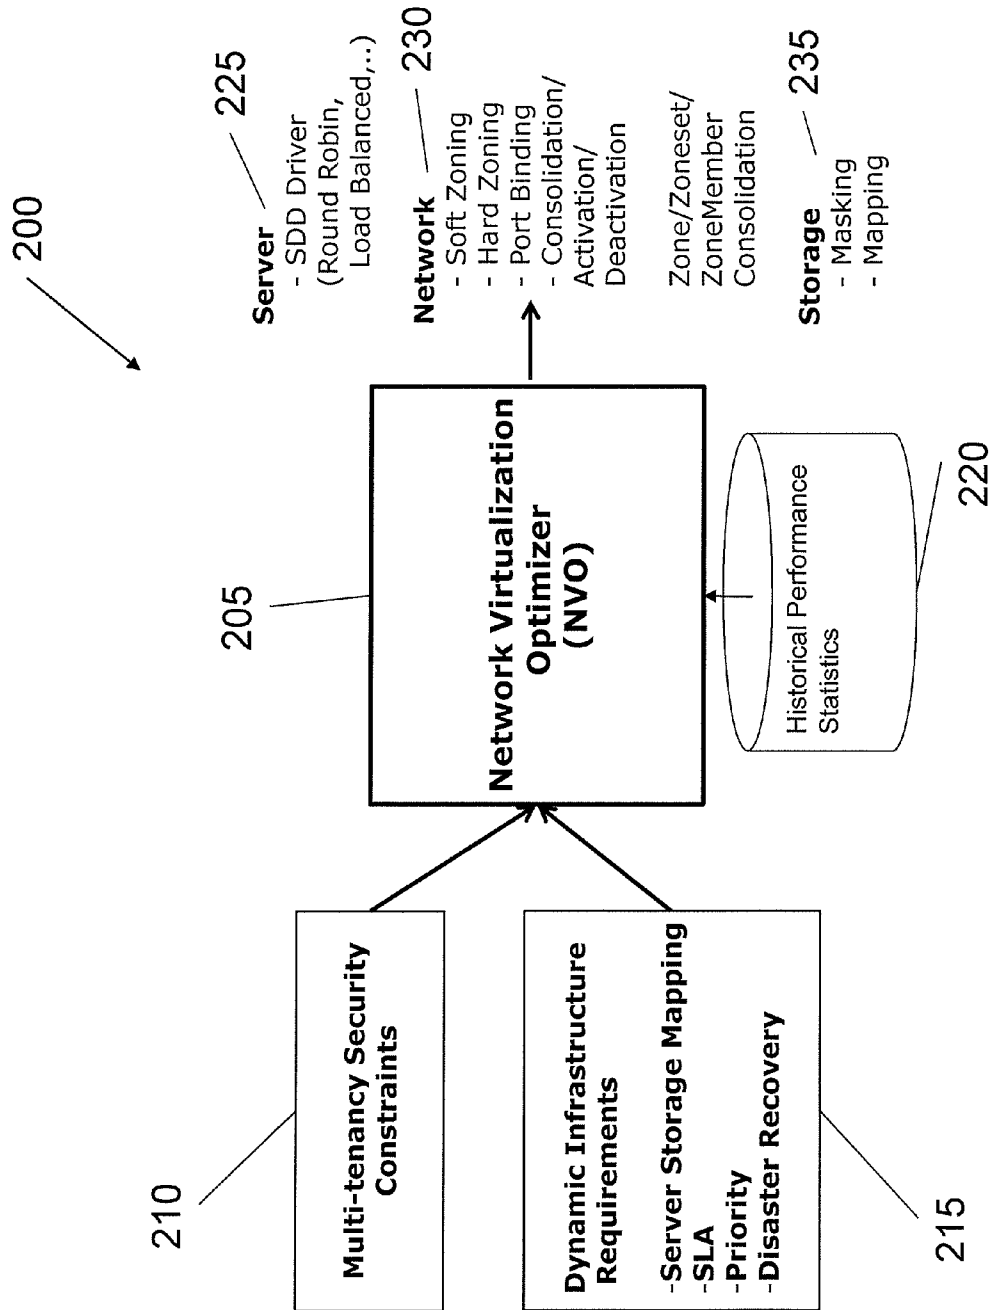 200
210
Multi-tenancy Security
Constraints
Dynamic Infrastructure
Requirements
-Server Storage Mapping
-SLA
-Priority
-Disaster Recovery
215
205
Network Virtualization
Optimizer
(NVO)
Historical Performance
Statistics
220
Server
225
- SDD Driver
(Round Robin,
Load Balanced,..)
Network
230
- Soft Zoning
- Hard Zoning
- Port Binding
- Consolidation/
Activation/
Deactivation
Zone/Zoneset/
ZoneMember
Consolidation
Storage
235
- Masking
- Mapping